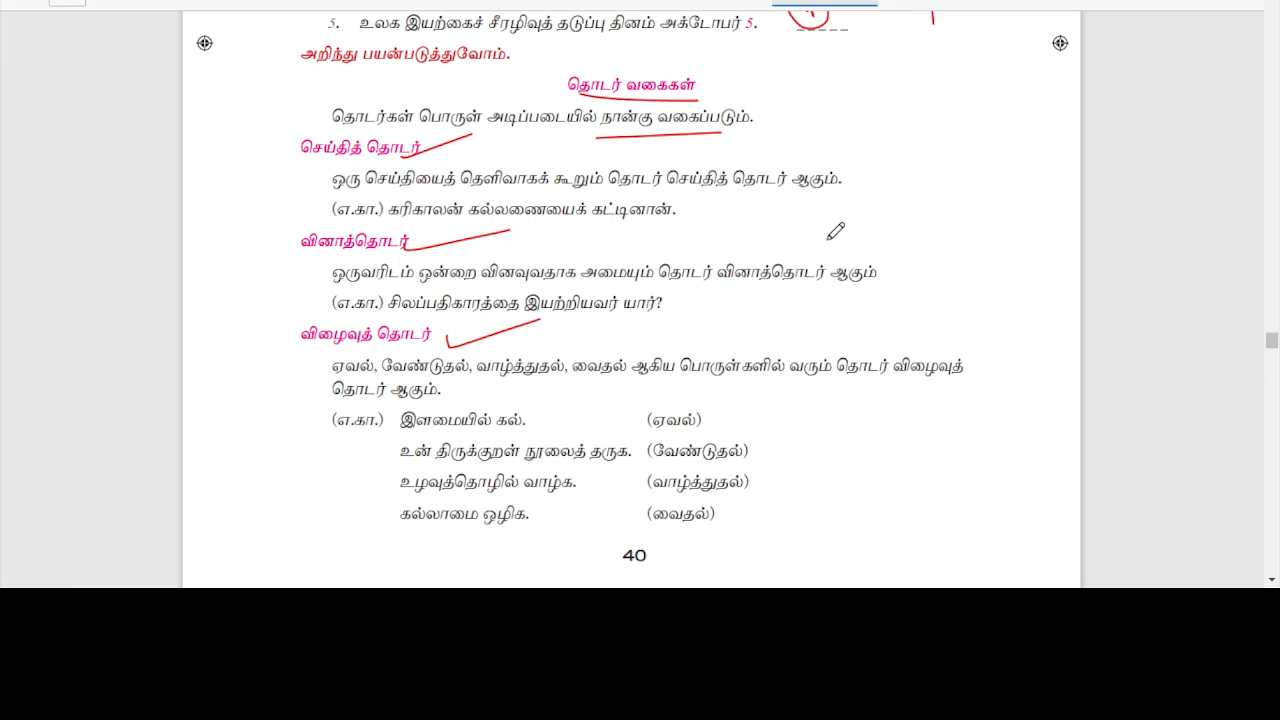 5. உலக இயற்கைச் சீரழிவுத் தடுப்பு தினம் அக்டோபர் 5. _____
அறிந்து பயன்படுத்துவோம்.
தொடர் வகைகள்
தொடர்கள் பொருள் அடிப்படையில் நான்கு வகைப்படும்.
செய்தித் தொடர்
ஒரு செய்தியைத் தெளிவாகக் கூறும் தொடர் செய்தித் தொடர் ஆகும்.
(எ.கா.) கரிகாலன் கல்லணையைக் கட்டினான்.
வினாத்தொடர்
ஒருவரிடம் ஒன்றை வினவுவதாக அமையும் தொடர் வினாத்தொடர் ஆகும்
(எ.கா.) சிலப்பதிகாரத்தை இயற்றியவர் யார்?
விழைவுத் தொடர்
ஏவல், வேண்டுதல், வாழ்த்துதல், வைதல் ஆகிய பொருள்களில் வரும் தொடர் விழைவுத்
தொடர் ஆகும்.
(எ.கா.) இளமையில் கல். (ஏவல்)
உன் திருக்குறள் நூலைத் தருக. (வேண்டுதல்)
உழவுத்தொழில் வாழ்க. (வாழ்த்துதல்)
கல்லாமை ஒழிக. (வைதல்)
40